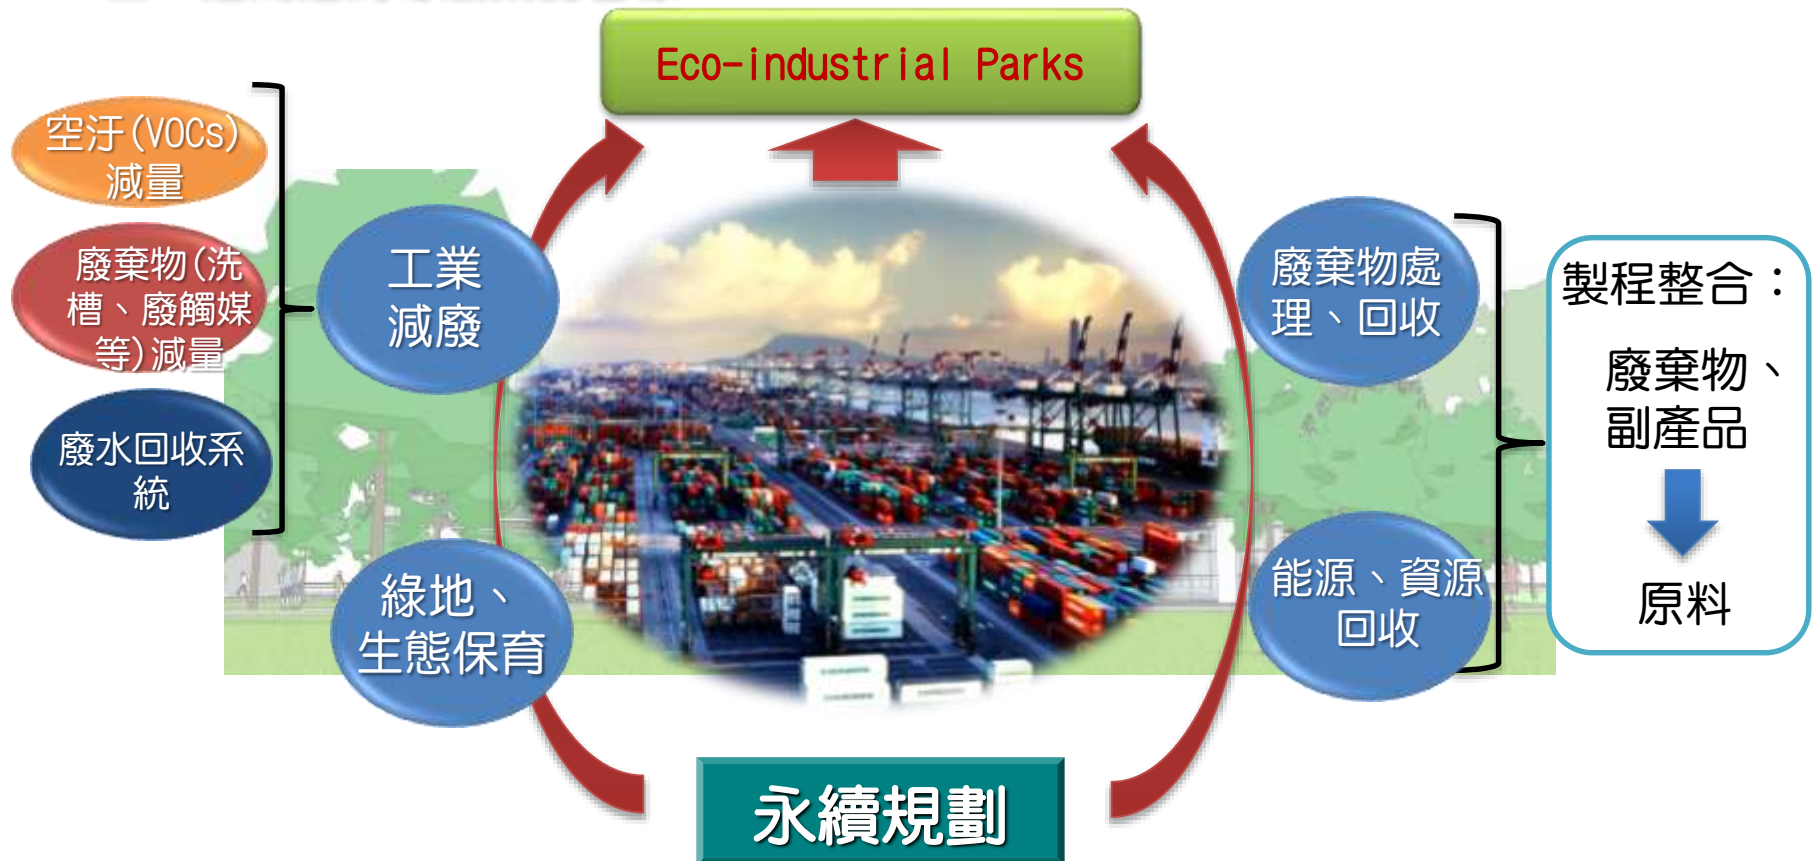 Eco-industrial Parks
空汙(VOCs)
減量
廢棄物(洗
槽、廢觸媒
等)減量
廢水回收系
統
工業
減廢
綠地、
生態保育
廢棄物處
理、回收
能源、資源
回收
製程整合：
廢棄物、
副產品
原料
永續規劃